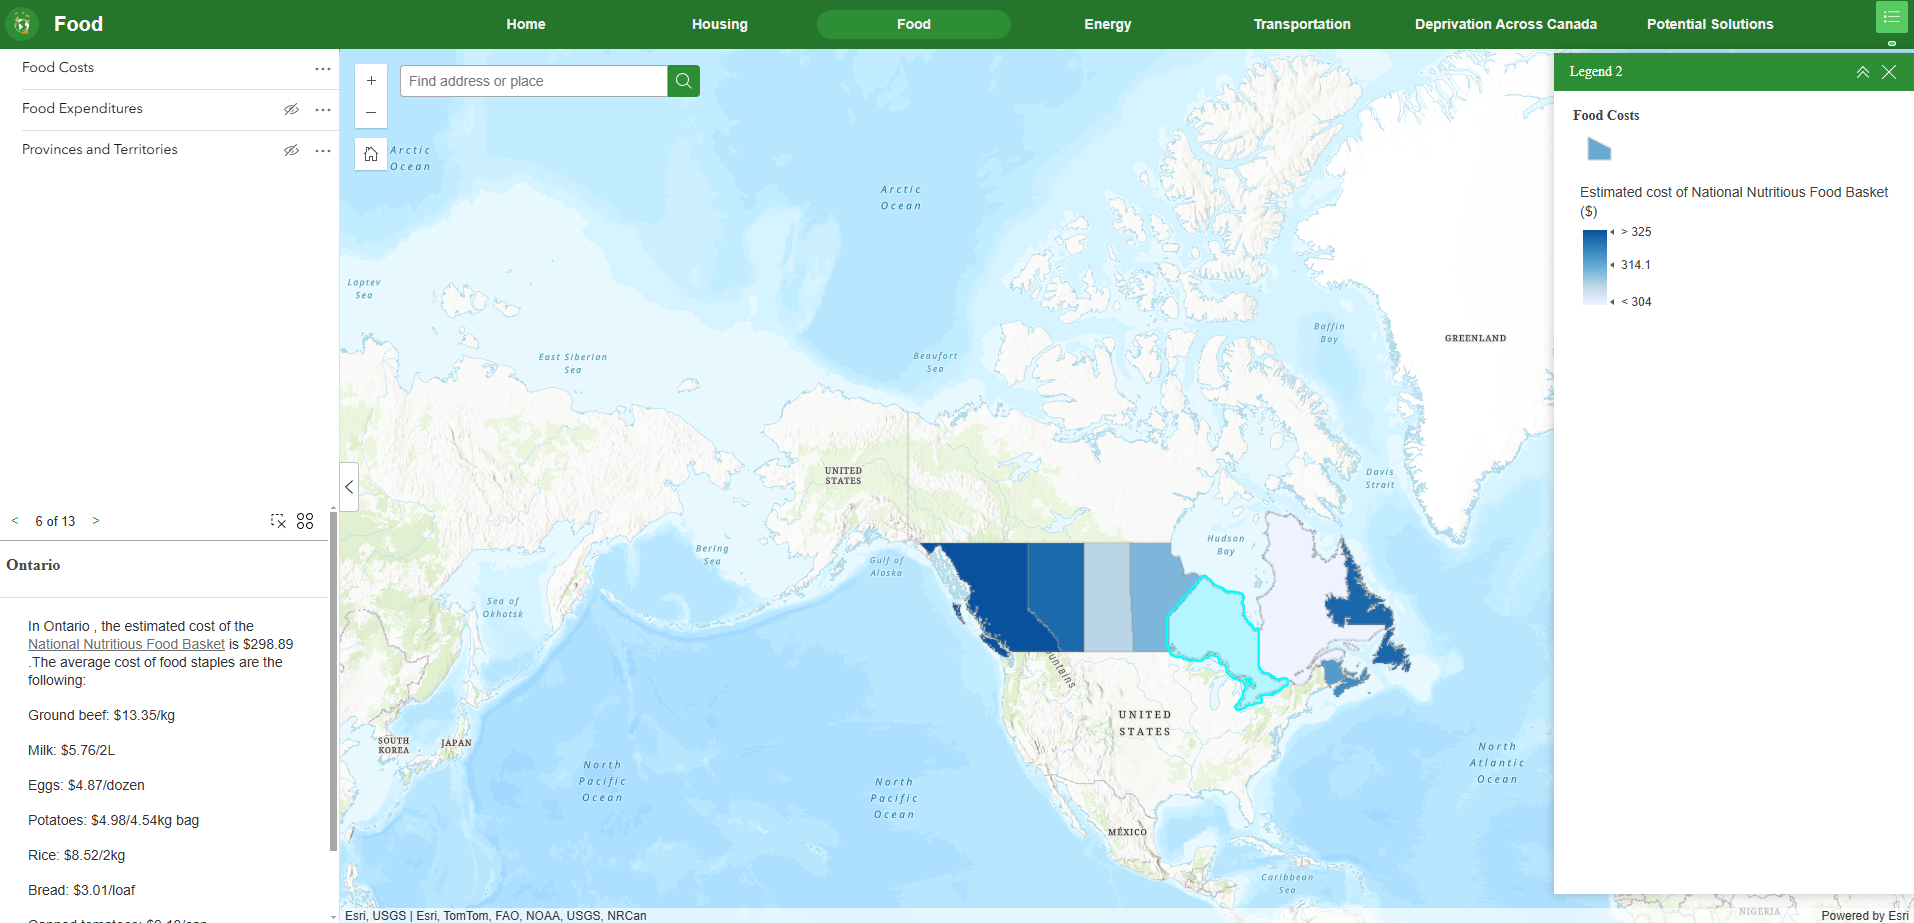 Food
Home
Housing
Food
Energy
Transportation
Deprivation Across Canada
Potential Solutions
Food Costs
Food Expenditures
Provinces and Territories
< 6 of 13 >
Ontario
In Ontario , the estimated cost of the
National Nutritious Food Basket is $298.89
.The average cost of food staples are the
following:
Ground beef: $13.35/kg
Milk: $5.76/2L
Eggs: $4.87/dozen
Potatoes: $4.98/4.54kg bag
Rice: $8.52/2kg
Bread: $3.01/loaf
Find address or place
Arctic
Ocean
Arctic
Ocean
Laptev
Sea
East Siberian
Sea
Beaufort
Sea
Baffin
Bay
GREENLAND
UNITED
STATES
Davis
Strait
Bering
Sea
Gulf of
Alaska
Hudson
Bay
Sea of
Okhotsk
untains
UNITED
STATES
SOUTH
KOREA
JAPAN
North
Pacific
Ocean
North
Pacific
Ocean
North
Atlantic
Ocean
MÉXICO
Caribbean
Sea
NIGERIA
Esri, USGS | Esri, TomTom, FAO, NOAA, USGS, NRCan
Powered by Esri
Legend 2
Food Costs
Estimated cost of National Nutritious Food Basket
($)
> 325
314.1
< 304